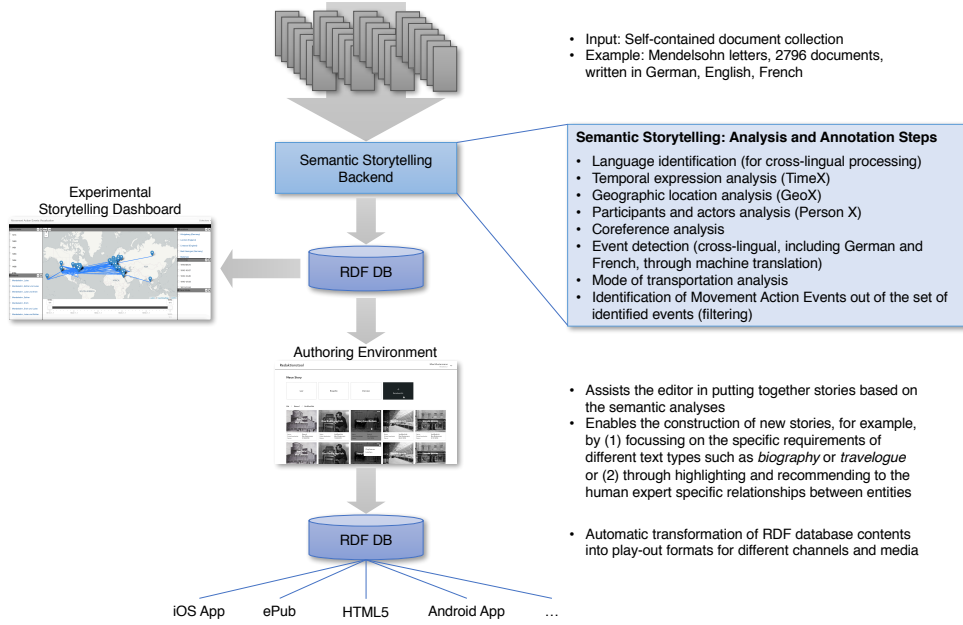 • Input: Self-contained document collection
• Example: Mendelsohn letters, 2796 documents,
written in German, English, French
Semantic Storytelling
Backend
Semantic Storytelling: Analysis and Annotation Steps
• Language identification (for cross-lingual processing)
• Temporal expression analysis (TimeX)
• Geographic location analysis (GeoX)
• Participants and actors analysis (Person X)
• Coreference analysis
• Event detection (cross-lingual, including German and
French, through machine translation)
• Mode of transportation analysis
• Identification of Movement Action Events out of the set of
identified events (filtering)
Experimental
Storytelling Dashboard
RDF DB
Authoring Environment
• Assists the editor in putting together stories based on
the semantic analyses
• Enables the construction of new stories, for example,
by (1) focussing on the specific requirements of
different text types such as biography or travelogue
or (2) through highlighting and recommending to the
human expert specific relationships between entities
RDF DB
• Automatic transformation of RDF database contents
into play-out formats for different channels and media
iOS App
ePub
HTML5
Android App
…